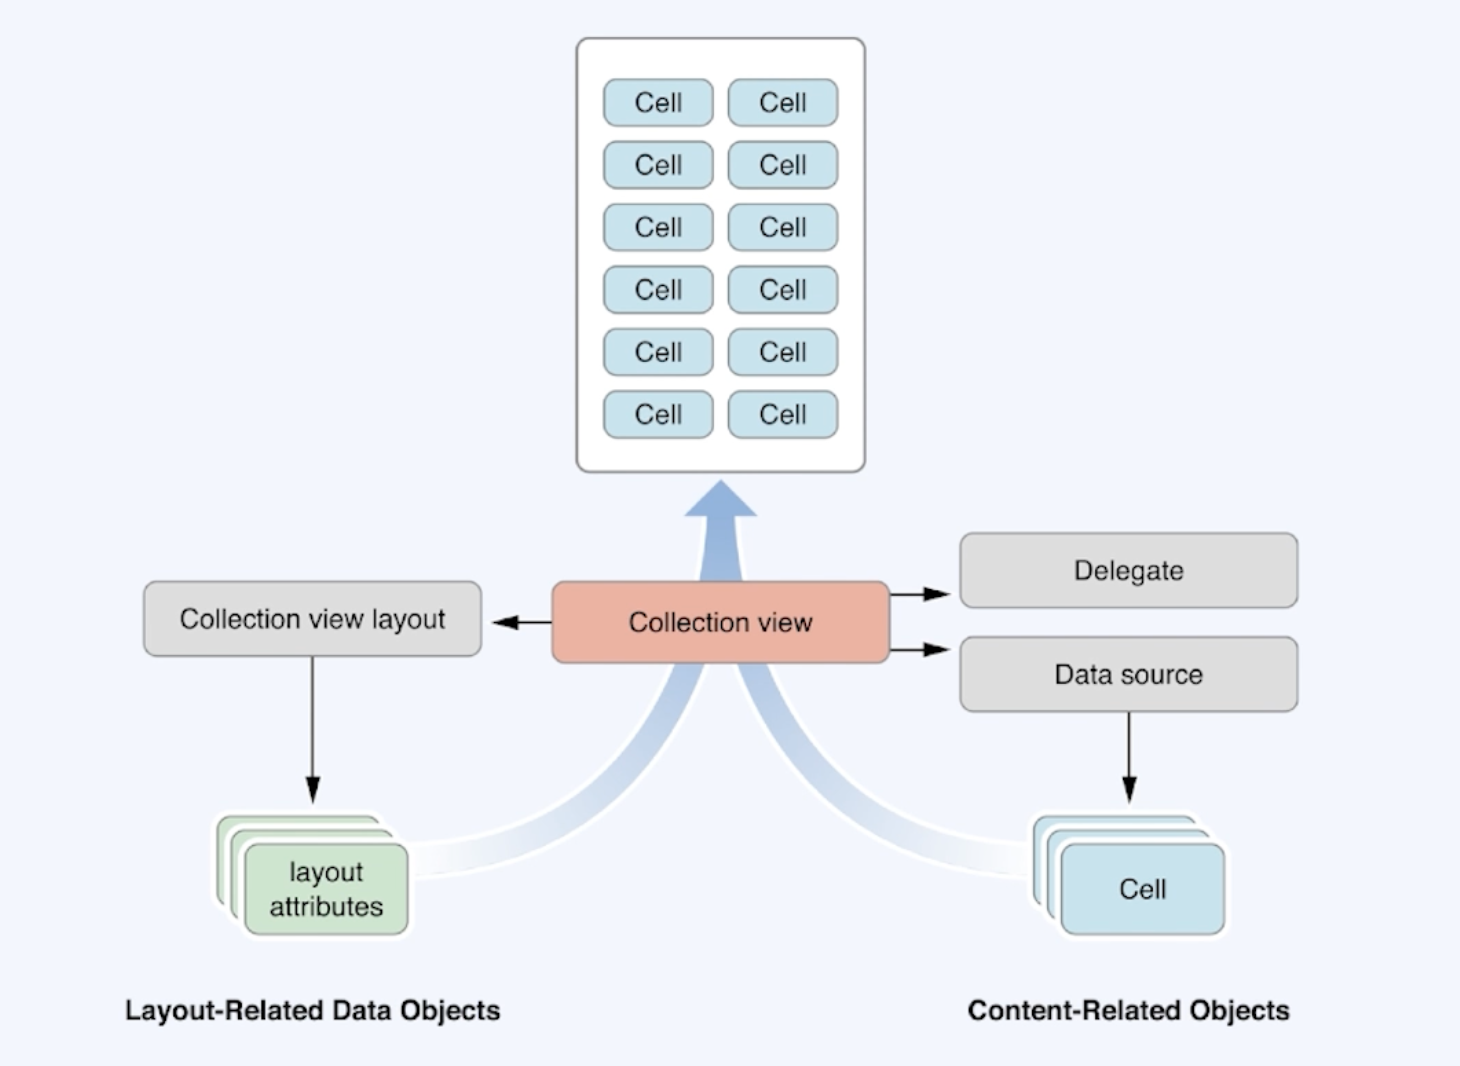 Cell Cell
Cell Cell
Cell Cell
Cell Cell
Cell Cell
Cell Cell
Delegate
Collection view layout
Collection view
Data source
layout
attributes
Cell
Layout-Related Data Objects
Content-Related Objects